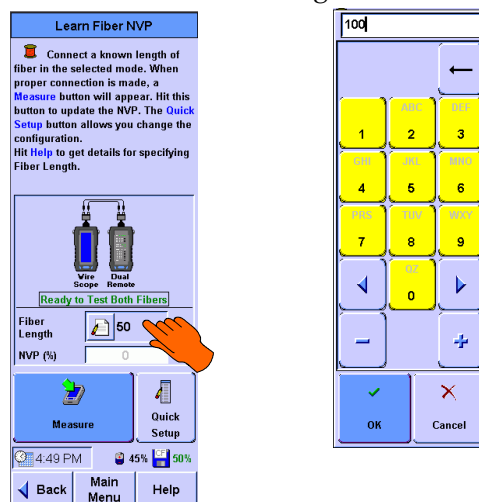 Learn Fiber NVP
Connect a known length of
fiber in the selected mode. When
proper connection is made, a
Measure button will appear. Hit this
button to update the NVP. The Quick
Setup button allows you change the
configuration.
Hit Help to get details for specifying
Fiber Length.
Wire
Scope
Dual
Remote
Ready to Test Both Fibers
Fiber
Length
50
NVP (%)
0
Measure
Quick
Setup
4:49 PM
45%
CF
50%
Back
Main
Menu
Help
100
1
ABC
2
DEF
3
GHI
4
JKL
5
MNO
6
PRS
7
TUV
8
WXY
9
QZ
0
OK
Cancel